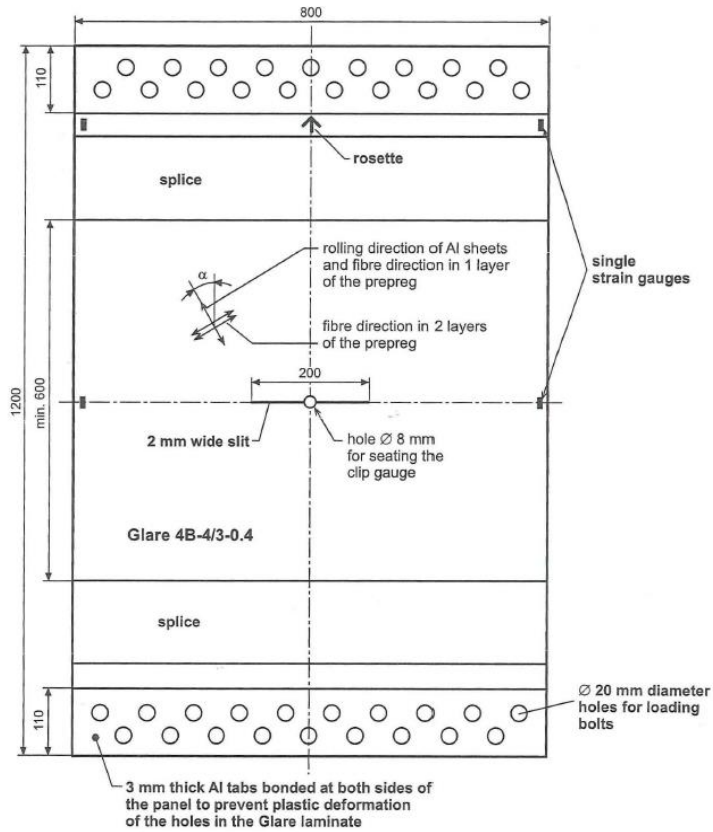 800
110
rosette
splice
rolling direction of Al sheets
and fibre direction in 1 layer
of the prepreg
α
single
strain gauges
fibre direction in 2 layers
of the prepreg
1200
min. 600
200
2 mm wide slit
hole Ø 8 mm
for seating the
clip gauge
Glare 4B-4/3-0.4
splice
110
Ø 20 mm diameter
holes for loading
bolts
3 mm thick Al tabs bonded at both sides of
the panel to prevent plastic deformation
of the holes in the Glare laminate